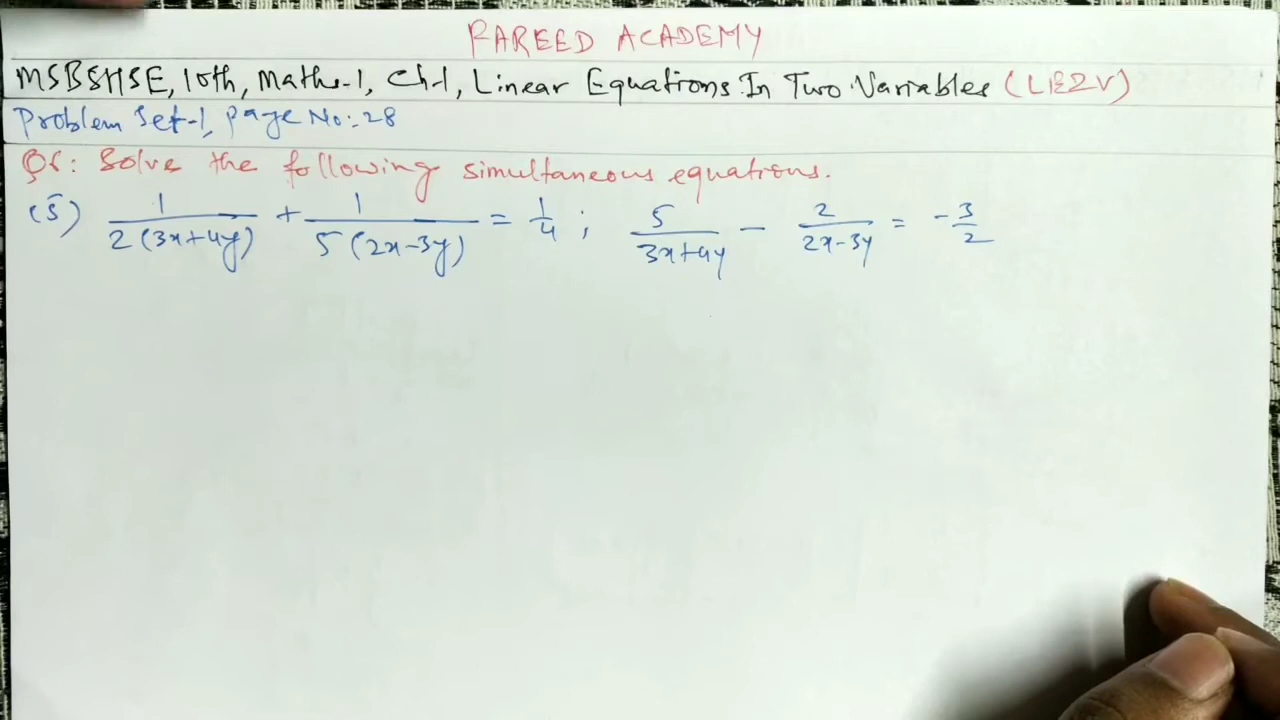 FAREED ACADEMY
MSBSHSE, 10th, Maths-1, Ch-1, Linear Equations In Two Variables (LE2V)
Problem Set-1, Page No:-28
Q6: Solve the following simultaneous equations.
(5) 1/2(3x+4y) + 1/5(2x-3y) = 1/4 ; 5/3x+4y - 2/2x-3y = -3/2